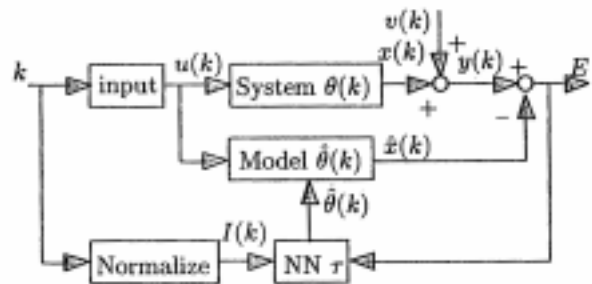 v(k)
k
input
u(k)
System θ(k)
x(k)
+
+
y(k)
+
−
E
Model θ̂(k)
x̂(k)
θ̂(k)
Normalize
I(k)
NN τ